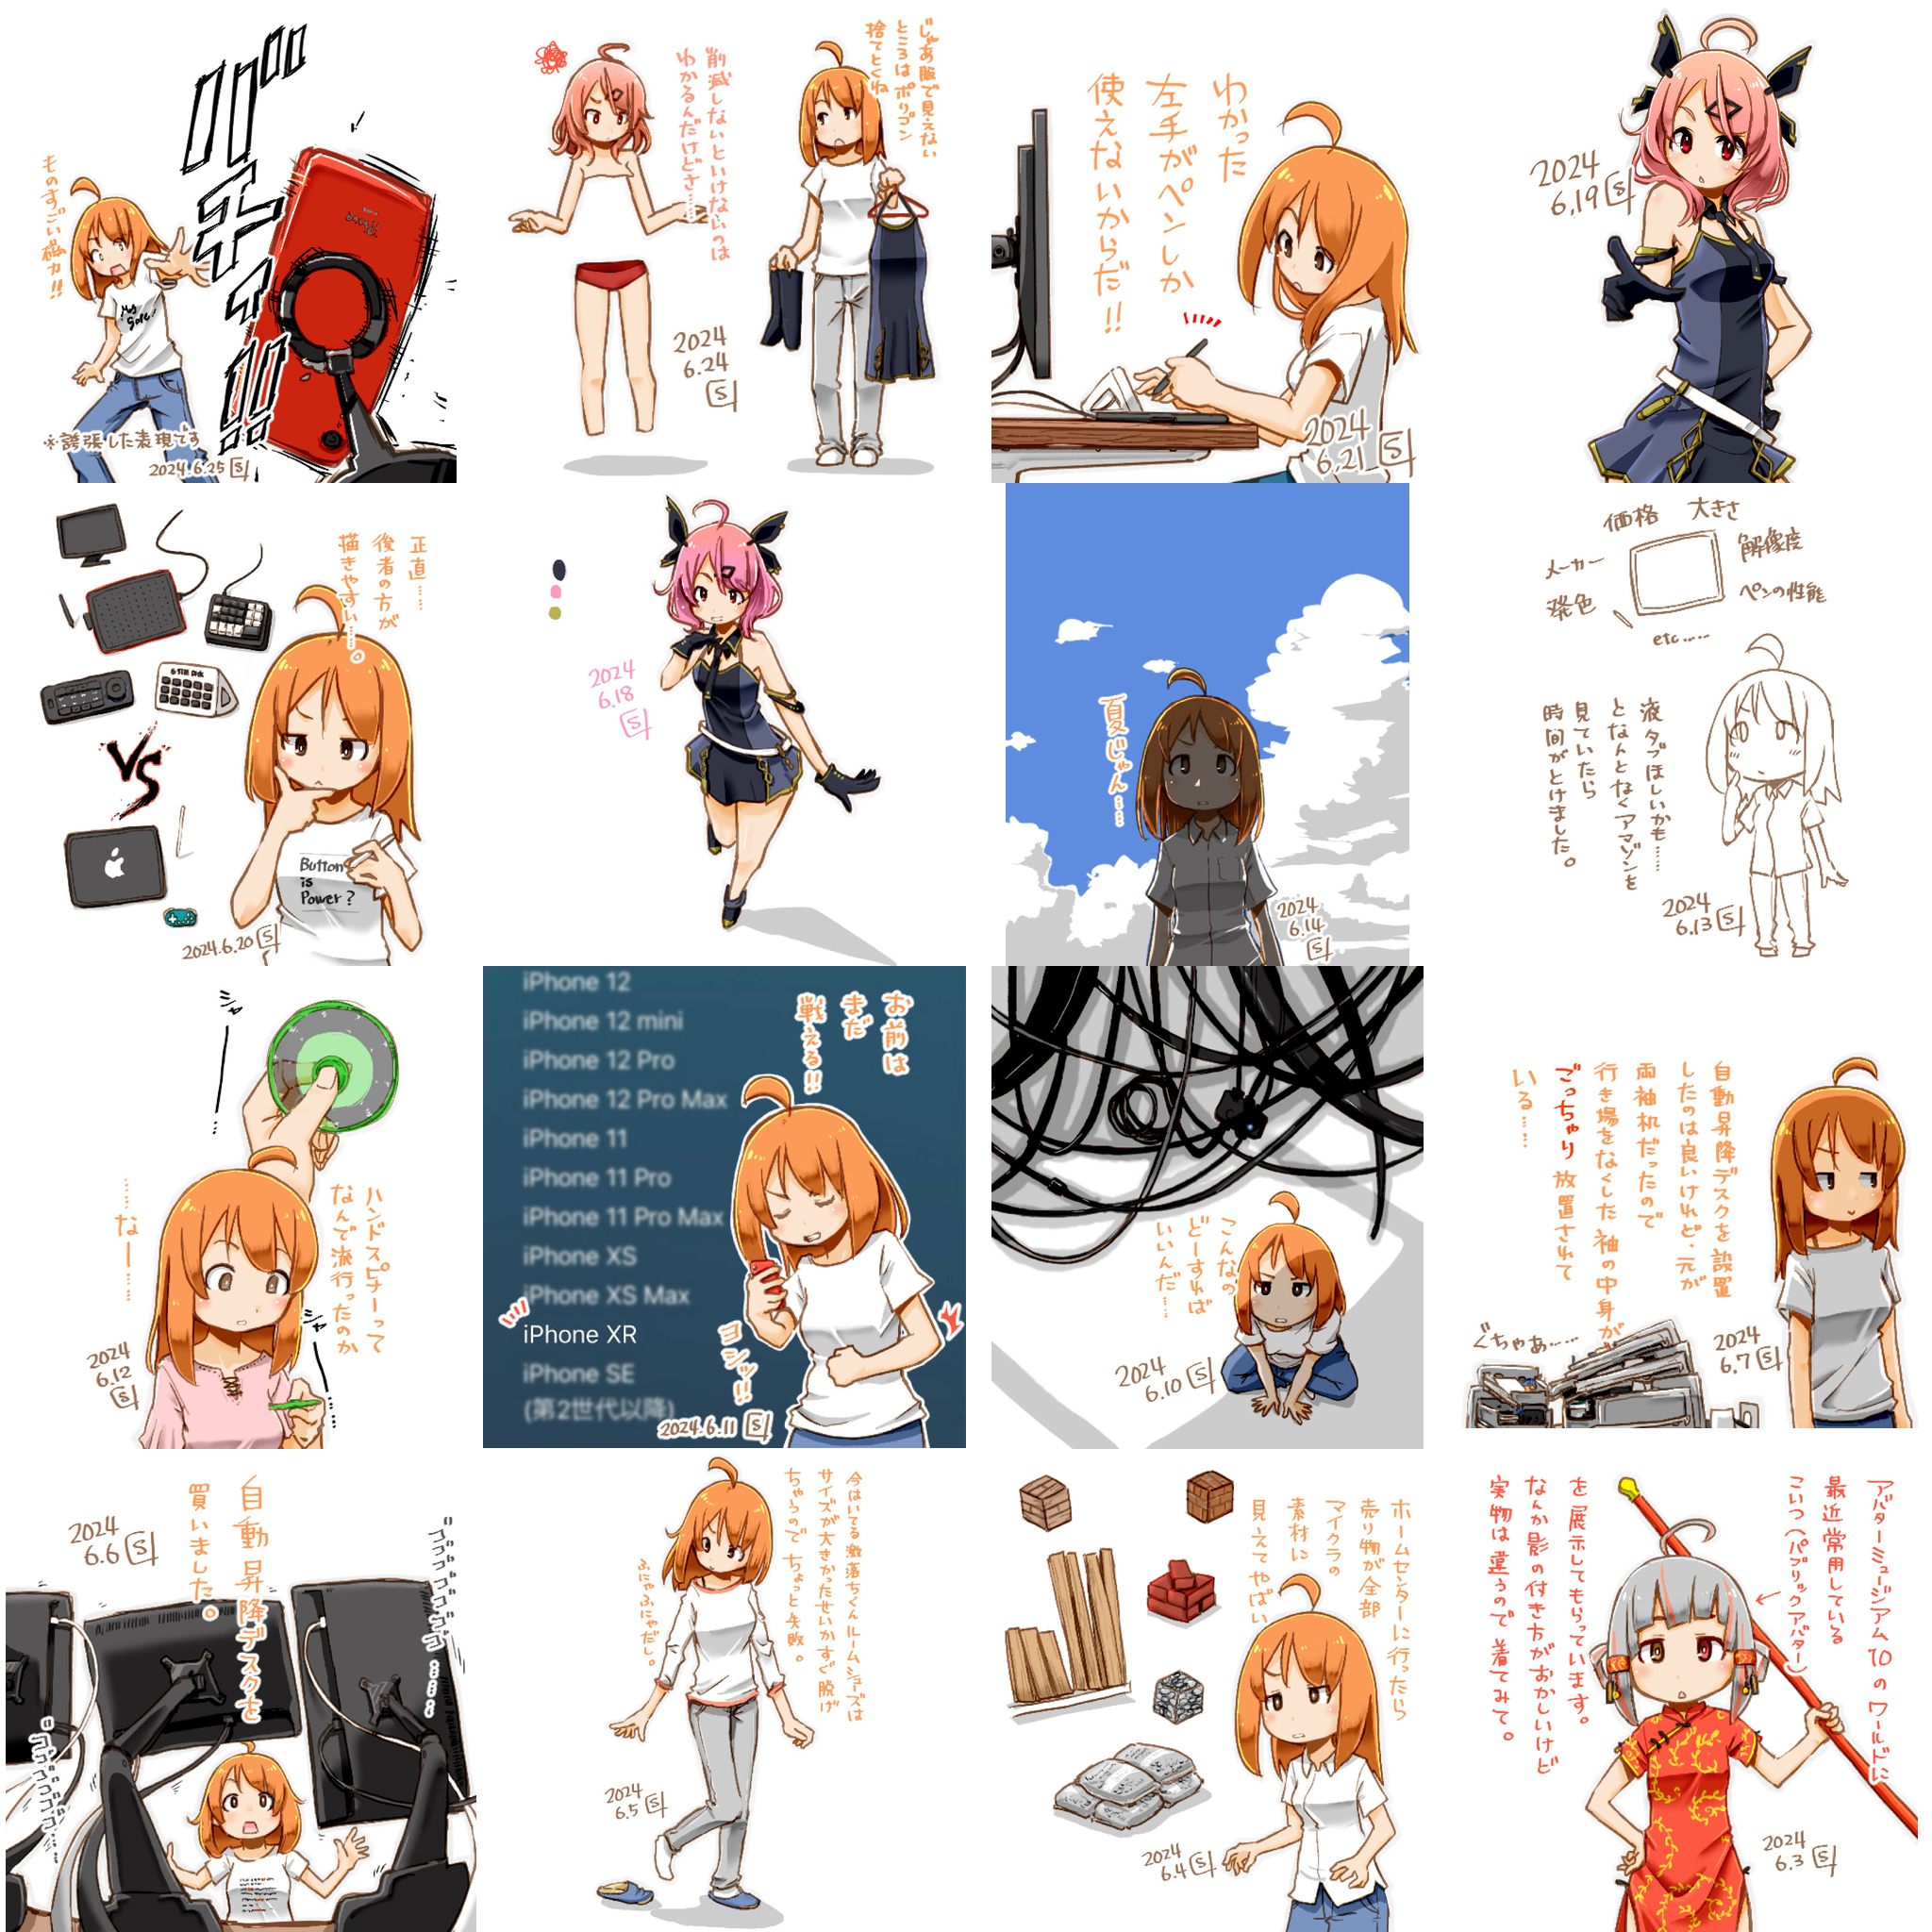 バチィ!!
ものすごい磁力!!
※誇張した表現です
2024.6.25
削減しないといけないのは
わかるんだけどさ……
じゃあ服で見えない
ところはポリゴン
捨てとくね
2024
6.24
わかった
左手がペンしか
使えないからだ!!
2024
6.21
2024
6.19
正直……
後者の方が
描きやすい……。
VS
Button
is
Power?
2024.6.20
2024
6.18
夏じゃん……
2024
6.14
価格
大きさ
メーカー
解像度
発色
ペンの性能
etc……
液タブほしいかも……
となんとなくアマゾンを
見ていたら
時間がとけました。
2024
6.13
シャ
ハンドスピナーって
なんで流行ったのか
……なー……
シャ
2024
6.12
iPhone 12
iPhone 12 mini
iPhone 12 Pro
iPhone 12 Pro Max
iPhone 11
iPhone 11 Pro
iPhone 11 Pro Max
iPhone XS
iPhone XS Max
iPhone XR
iPhone SE
(第2世代以降)
お前は
まだ
戦える!!
ヨシッ!!
2024.6.11
こんなの
どーすれば
いいんだ……
2024
6.10
自動昇降デスクを設置
したのは良いけれど、元が
両袖机だったので
行き場をなくした袖の中身が
ごっちゃり放置されて
いる……
ぐちゃあ……
2024
6.7
自動昇降デスクを
買いました。
2024
6.6
ゴゴゴゴゴゴ……
ゴゴゴゴゴゴ……
今はいてる激落ちくんルームシューズは
サイズが大きかったせいかすぐ脱げ
ちゃうので ちょっと失敗。
ふにゃふにゃだし。
2024
6.5
ホームセンターに行ったら
売り物が全部
マイクラの
素材に
見えてやばい
2024
6.4
アバターミュージアム10のワールドに
最近常用している
こいつ(パブリックアバター)
を展示してもらっています。
なんか影の付き方がおかしいけど
実物は違うので着てみて。
2024
6.3